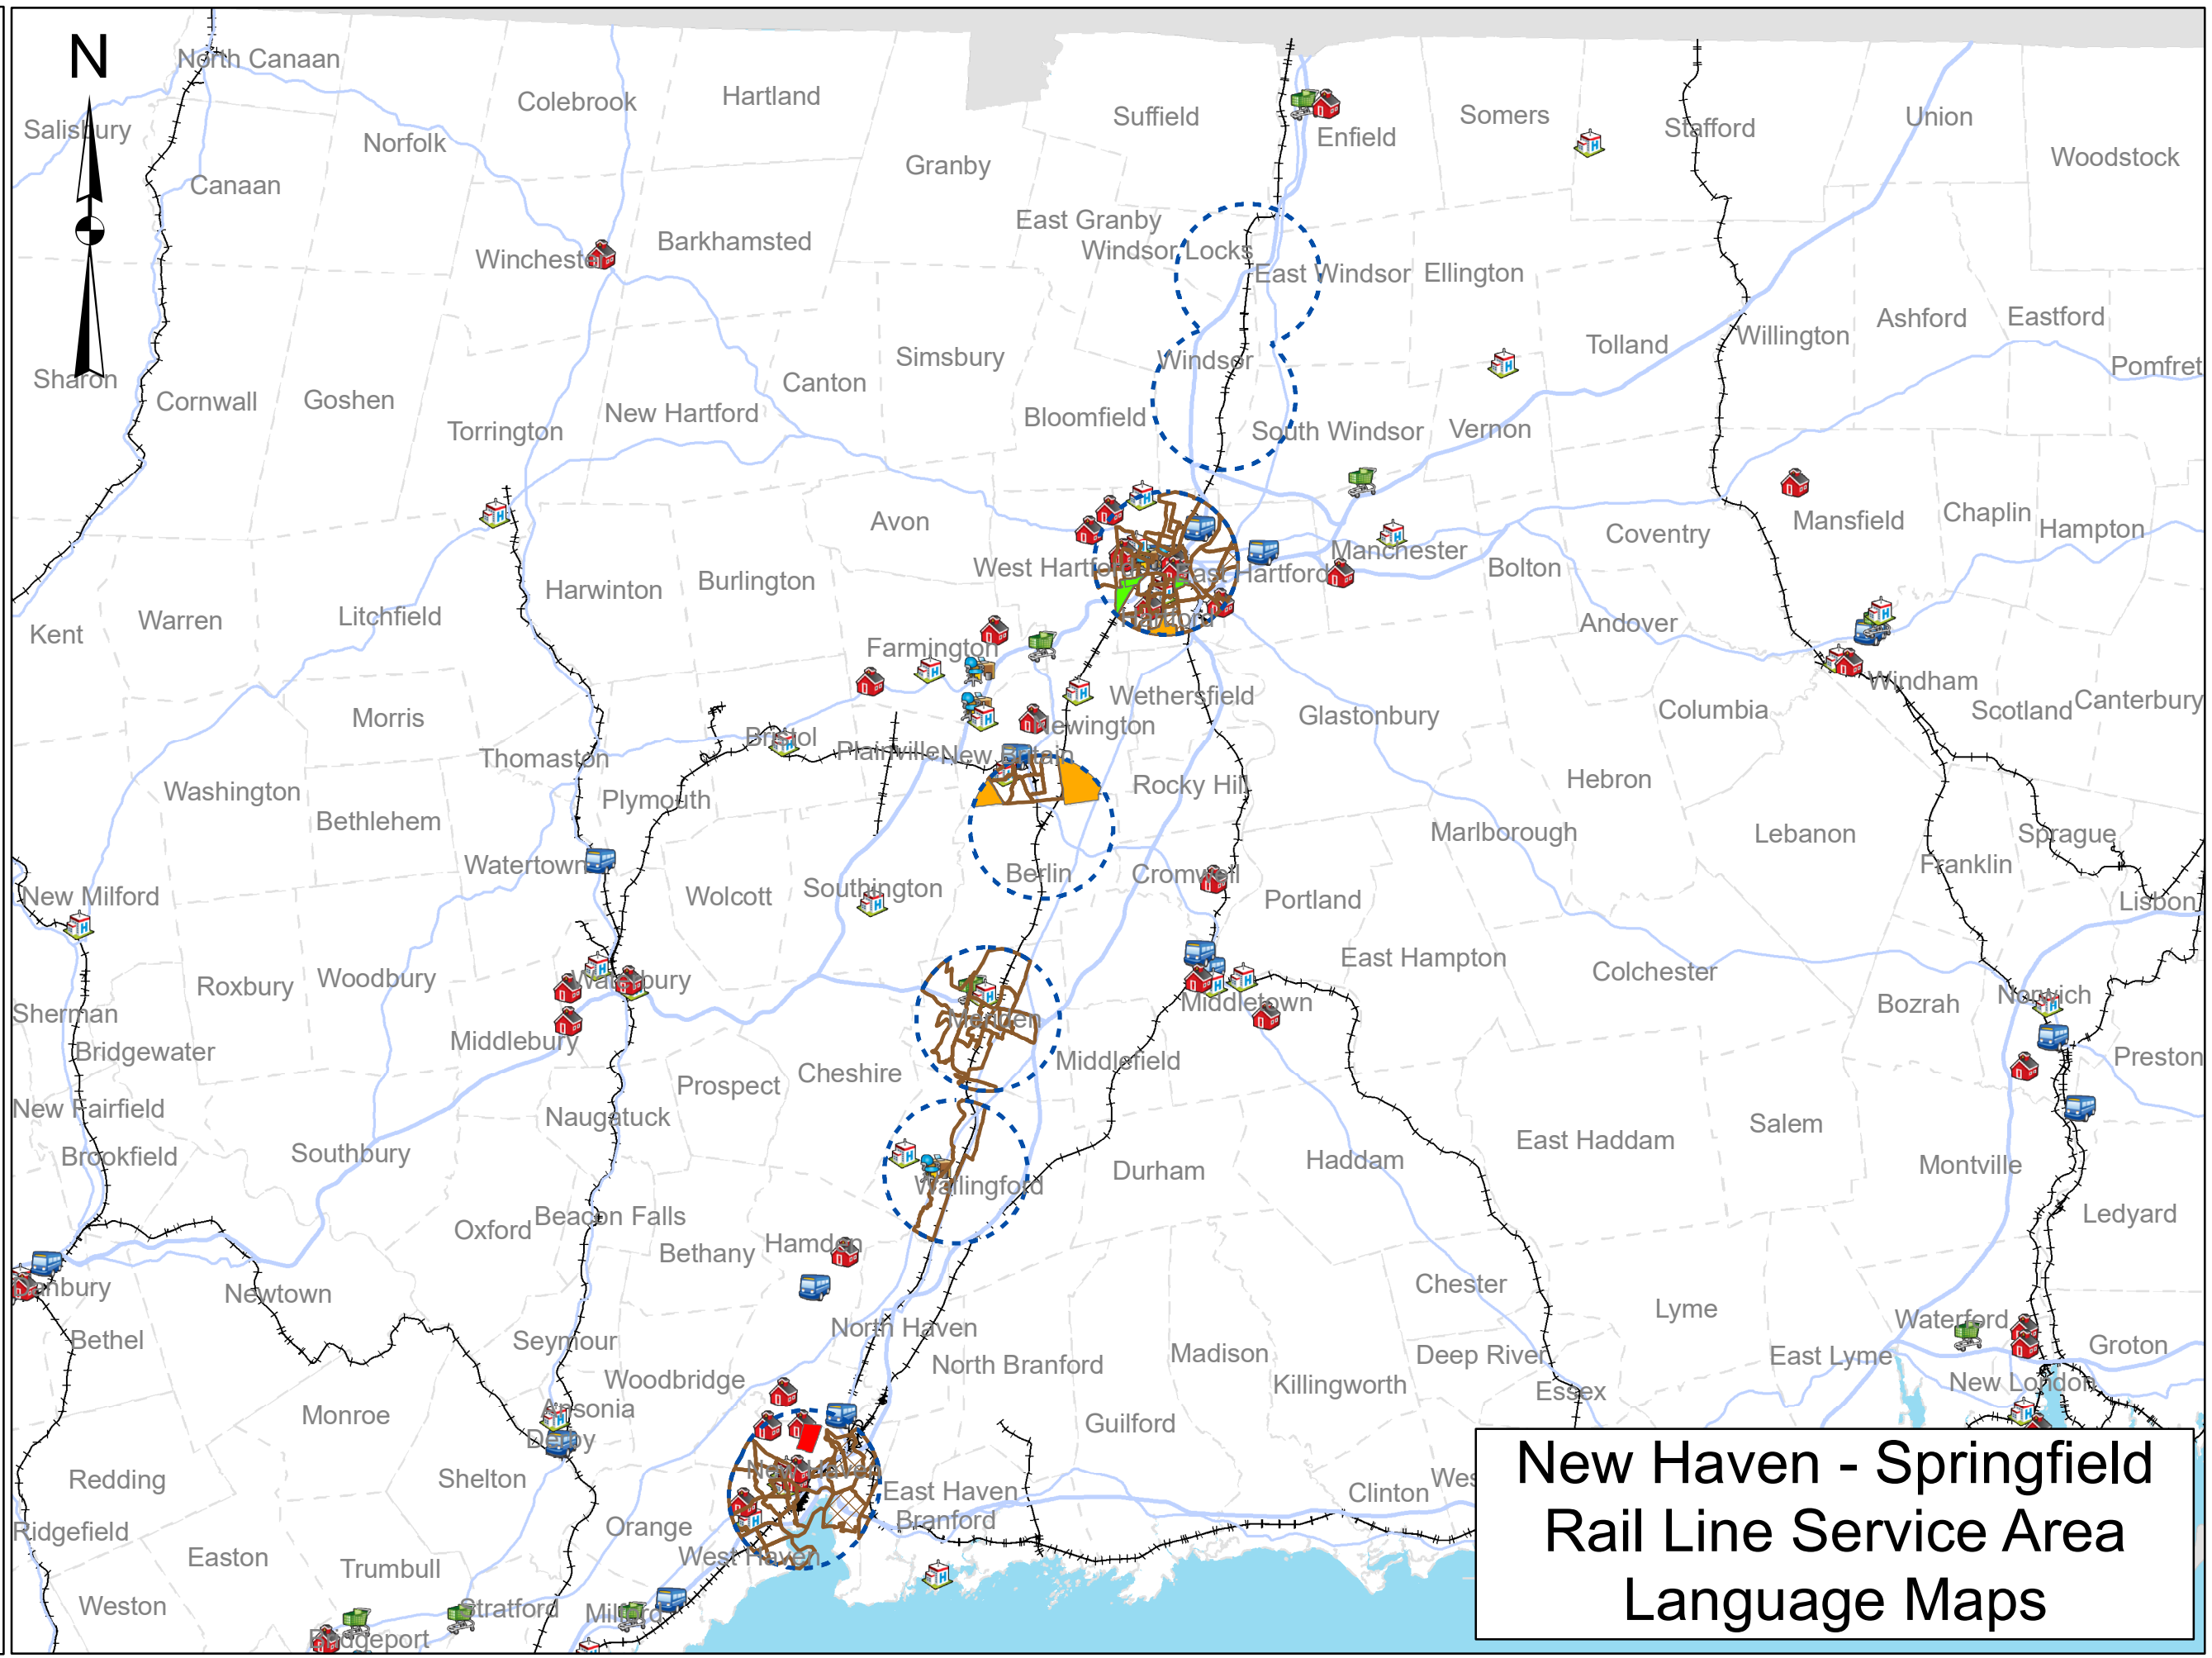 N
North Canaan
Colebrook
Hartland
Suffield
Somers
Stafford
Union
Salisbury
Norfolk
Enfield
Woodstock
Canaan
Granby
East Granby
Windsor Locks
Winchester
Barkhamsted
East Windsor
Ellington
Ashford
Eastford
Willington
Tolland
Simsbury
Windsor
Pomfret
Sharon
Cornwall
Goshen
Canton
New Hartford
Bloomfield
South Windsor
Vernon
Torrington
Avon
Mansfield
Chaplin
Hampton
Coventry
Manchester
West Hartford
East Hartford
Bolton
Harwinton
Burlington
Hartford
Litchfield
Warren
Kent
Andover
Farmington
Windham
Wethersfield
Canterbury
Scotland
Columbia
Glastonbury
Morris
Newington
Bristol
Plainville
New Britain
Thomaston
Rocky Hill
Hebron
Washington
Plymouth
Bethlehem
Marlborough
Lebanon
Sprague
Franklin
Watertown
Southington
Berlin
Cromwell
Wolcott
New Milford
Portland
Lisbon
East Hampton
Colchester
Waterbury
Woodbury
Roxbury
Norwich
Bozrah
Middletown
Sherman
Meriden
Middlebury
Bridgewater
Middlefield
Preston
Cheshire
Prospect
New Fairfield
Naugatuck
Salem
East Haddam
Southbury
Brookfield
Haddam
Durham
Montville
Wallingford
Ledyard
Beacon Falls
Oxford
Hamden
Bethany
Chester
Danbury
Newtown
Lyme
Waterford
North Haven
Bethel
Seymour
Madison
Deep River
East Lyme
Groton
North Branford
Woodbridge
Killingworth
Essex
New London
Ansonia
Monroe
Guilford
Derby
New Haven
Redding
Shelton
East Haven
Clinton
Wes
Branford
Orange
Ridgefield
West Haven
Easton
Trumbull
Weston
Stratford
Milford
Bridgeport
New Haven - Springfield
Rail Line Service Area
Language Maps